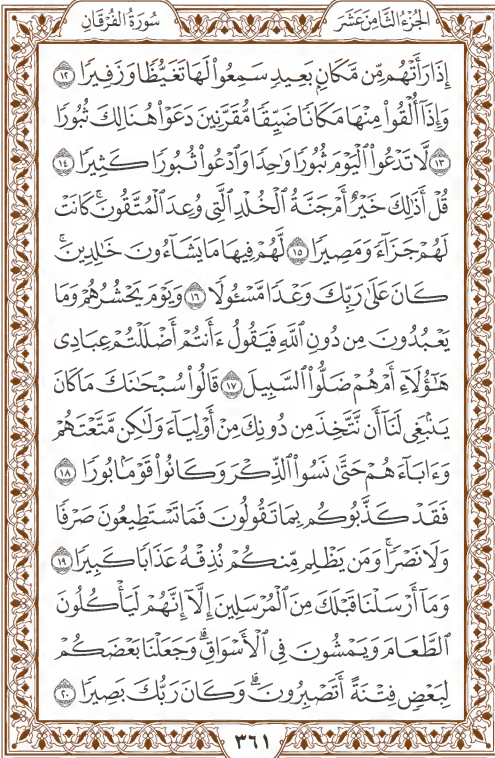 الجُزْءُ الثَّامِنَ عَشَرَ
سُورَةُ الفُرْقَانِ
إِذَا رَأَتْهُم مِّن مَّكَانٍۭ بَعِيدٍ سَمِعُوا۟ لَهَا تَغَيُّظًا وَزَفِيرًا ١٢
وَإِذَآ أُلْقُوا۟ مِنْهَا مَكَانًا ضَيِّقًا مُّقَرَّنِينَ دَعَوْا۟ هُنَالِكَ ثُبُورًا
١٣ لَّا تَدْعُوا۟ ٱلْيَوْمَ ثُبُورًا وَٰحِدًا وَٱدْعُوا۟ ثُبُورًا كَثِيرًا ١٤
قُلْ أَذَٰلِكَ خَيْرٌ أَمْ جَنَّةُ ٱلْخُلْدِ ٱلَّتِى وُعِدَ ٱلْمُتَّقُونَ ۚ كَانَتْ
لَهُمْ جَزَآءً وَمَصِيرًا ١٥ لَّهُمْ فِيهَا مَا يَشَآءُونَ خَٰلِدِينَ ۚ
كَانَ عَلَىٰ رَبِّكَ وَعْدًا مَّسْـُٔولًا ١٦ وَيَوْمَ يَحْشُرُهُمْ وَمَا
يَعْبُدُونَ مِن دُونِ ٱللَّهِ فَيَقُولُ ءَأَنتُمْ أَضْلَلْتُمْ عِبَادِى
هَٰٓؤُلَآءِ أَمْ هُمْ ضَلُّوا۟ ٱلسَّبِيلَ ١٧ قَالُوا۟ سُبْحَٰنَكَ مَا كَانَ
يَنۢبَغِى لَنَآ أَن نَّتَّخِذَ مِن دُونِكَ مِنْ أَوْلِيَآءَ وَلَٰكِن مَّتَّعْتَهُمْ
وَءَابَآءَهُمْ حَتَّىٰ نَسُوا۟ ٱلذِّكْرَ وَكَانُوا۟ قَوْمًۢا بُورًا ١٨
فَقَدْ كَذَّبُوكُم بِمَا تَقُولُونَ فَمَا تَسْتَطِيعُونَ صَرْفًا
وَلَا نَصْرًا ۚ وَمَن يَظْلِم مِّنكُمْ نُذِقْهُ عَذَابًا كَبِيرًا ١٩
وَمَآ أَرْسَلْنَا قَبْلَكَ مِنَ ٱلْمُرْسَلِينَ إِلَّآ إِنَّهُمْ لَيَأْكُلُونَ
ٱلطَّعَامَ وَيَمْشُونَ فِى ٱلْأَسْوَاقِ ۗ وَجَعَلْنَا بَعْضَكُمْ
لِبَعْضٍ فِتْنَةً أَتَصْبِرُونَ ۗ وَكَانَ رَبُّكَ بَصِيرًا ٢٠
٣٦١